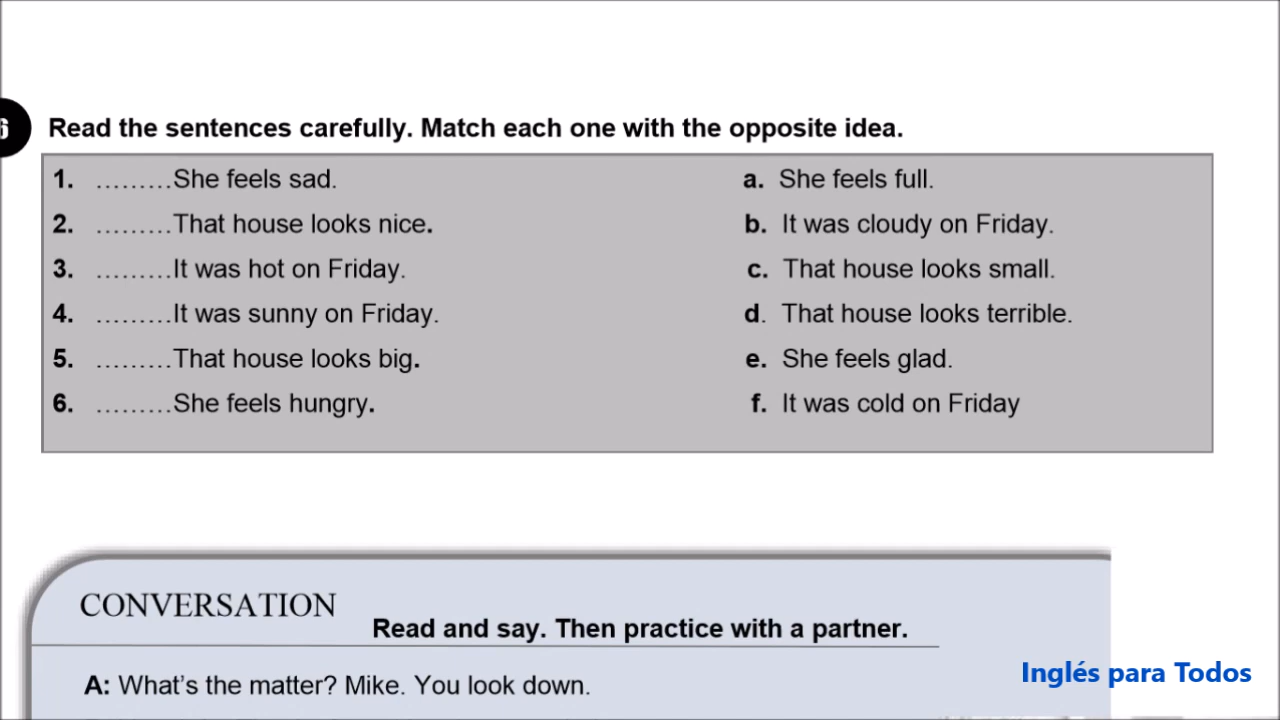 6 Read the sentences carefully. Match each one with the opposite idea.
1. .........She feels sad. a. She feels full.
2. .........That house looks nice. b. It was cloudy on Friday.
3. .........It was hot on Friday. c. That house looks small.
4. .........It was sunny on Friday. d. That house looks terrible.
5. .........That house looks big. e. She feels glad.
6. .........She feels hungry. f. It was cold on Friday
CONVERSATION
Read and say. Then practice with a partner.
A: What's the matter? Mike. You look down.
Inglés para Todos